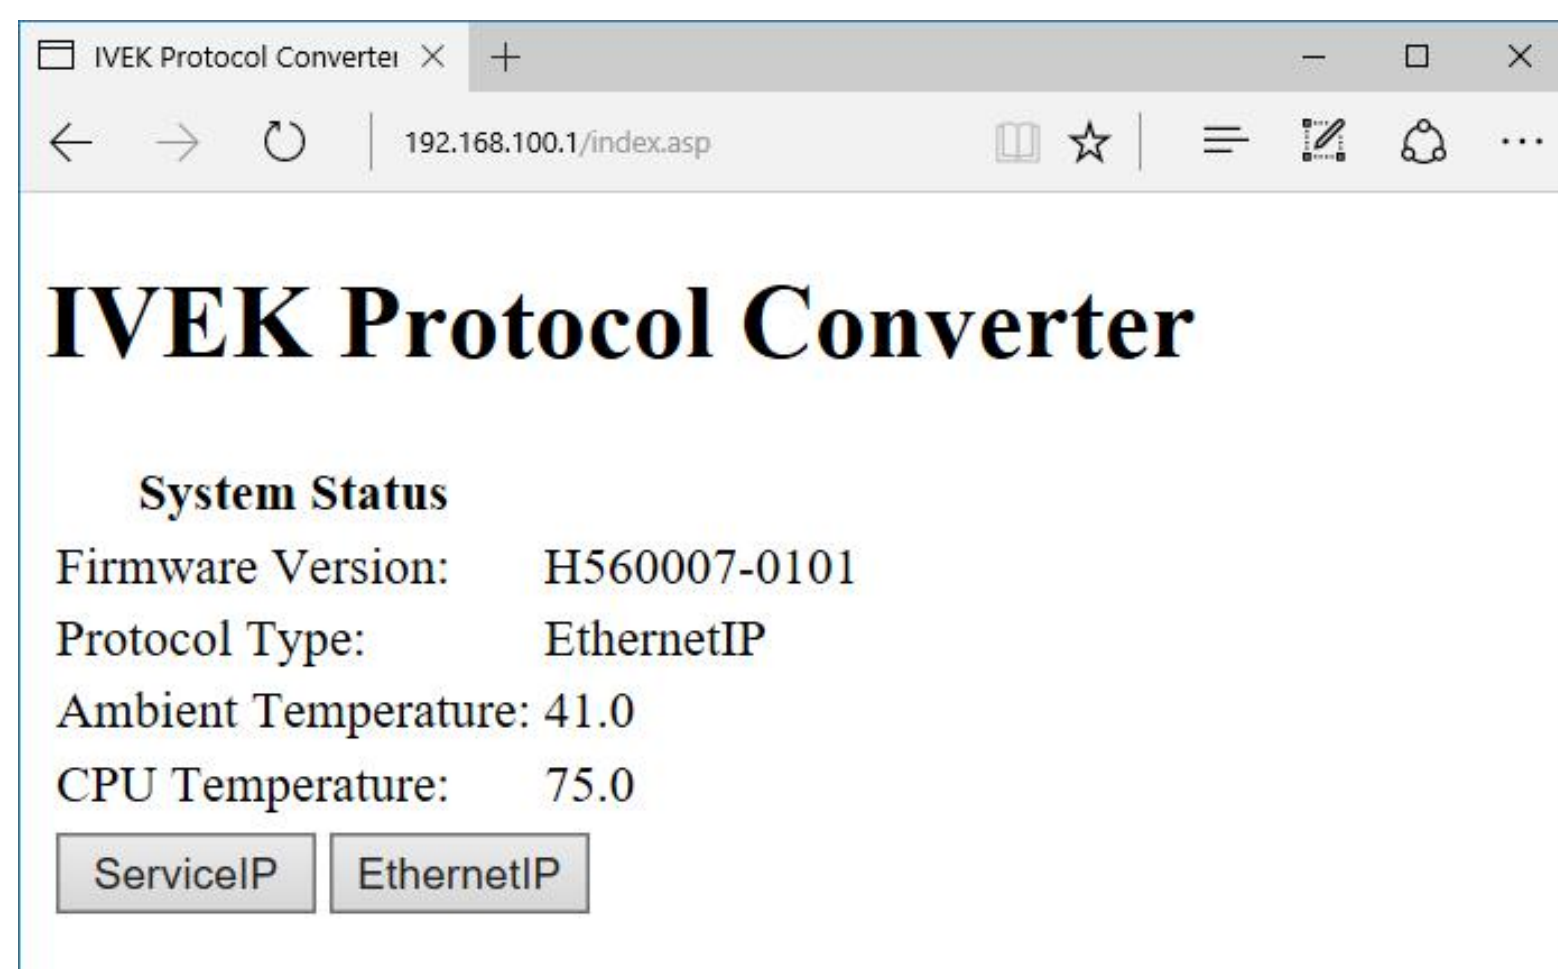 IVEK Protocol Converter
192.168.100.1/index.asp
IVEK Protocol Converter
System Status
Firmware Version: H560007-0101
Protocol Type: EthernetIP
Ambient Temperature: 41.0
CPU Temperature: 75.0
ServiceIP EthernetIP